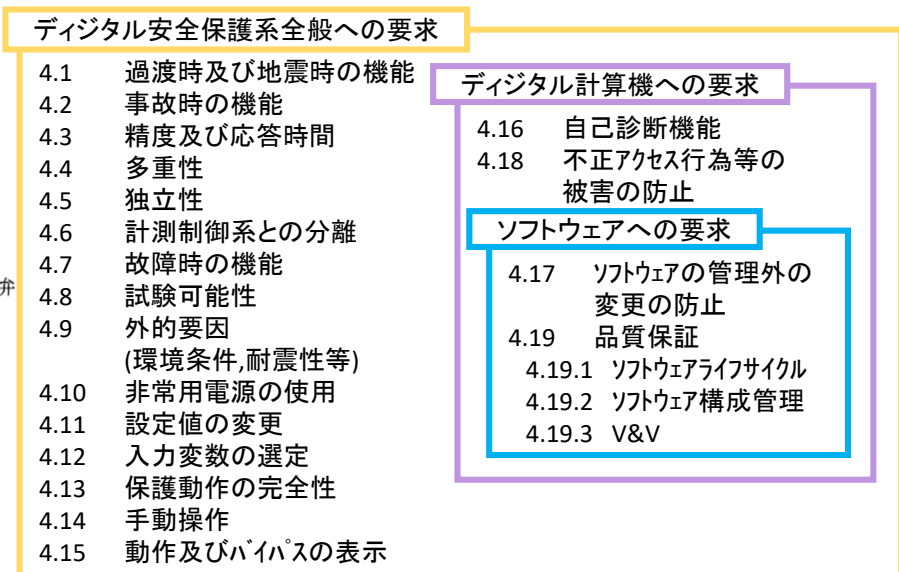 ディジタル安全保護系全般への要求
4.1 過渡時及び地震時の機能
4.2 事故時の機能
4.3 精度及び応答時間
4.4 多重性
4.5 独立性
4.6 計測制御系との分離
4.7 故障時の機能
弁
4.8 試験可能性
4.9 外的要因
(環境条件,耐震性等)
4.10 非常用電源の使用
4.11 設定値の変更
4.12 入力変数の選定
4.13 保護動作の完全性
4.14 手動操作
4.15 動作及びバイパスの表示
ディジタル計算機への要求
4.16 自己診断機能
4.18 不正アクセス行為等の
被害の防止
ソフトウェアへの要求
4.17 ソフトウェアの管理外の
変更の防止
4.19 品質保証
4.19.1 ソフトウェアライフサイクル
4.19.2 ソフトウェア構成管理
4.19.3 V&V